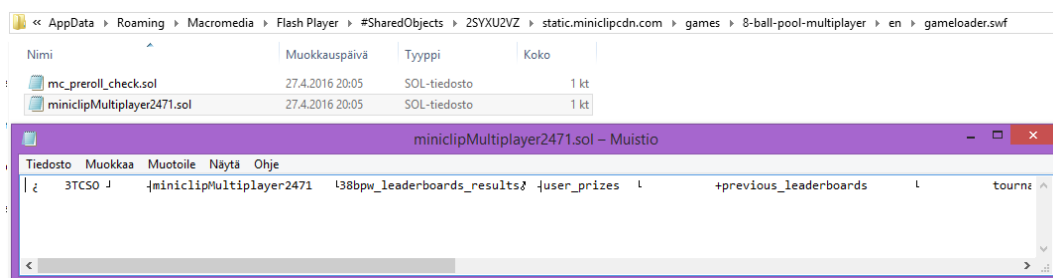 « AppData ▸ Roaming ▸ Macromedia ▸ Flash Player ▸ #SharedObjects ▸ 2SYXU2VZ ▸ static.miniclipcdn.com ▸ games ▸ 8-ball-pool-multiplayer ▸ en ▸ gameloader.swf
Nimi Muokkauspäivä Tyyppi Koko
mc_preroll_check.sol 27.4.2016 20:05 SOL-tiedosto 1 kt
miniclipMultiplayer2471.sol 27.4.2016 20:05 SOL-tiedosto 1 kt
miniclipMultiplayer2471.sol – Muistio
Tiedosto Muokkaa Muotoile Näytä Ohje
¿ 3TCSO ┘ ┤miniclipMultiplayer2471 └38bpw_leaderboards_results ┤user_prizes └ +previous_leaderboards └ tourna